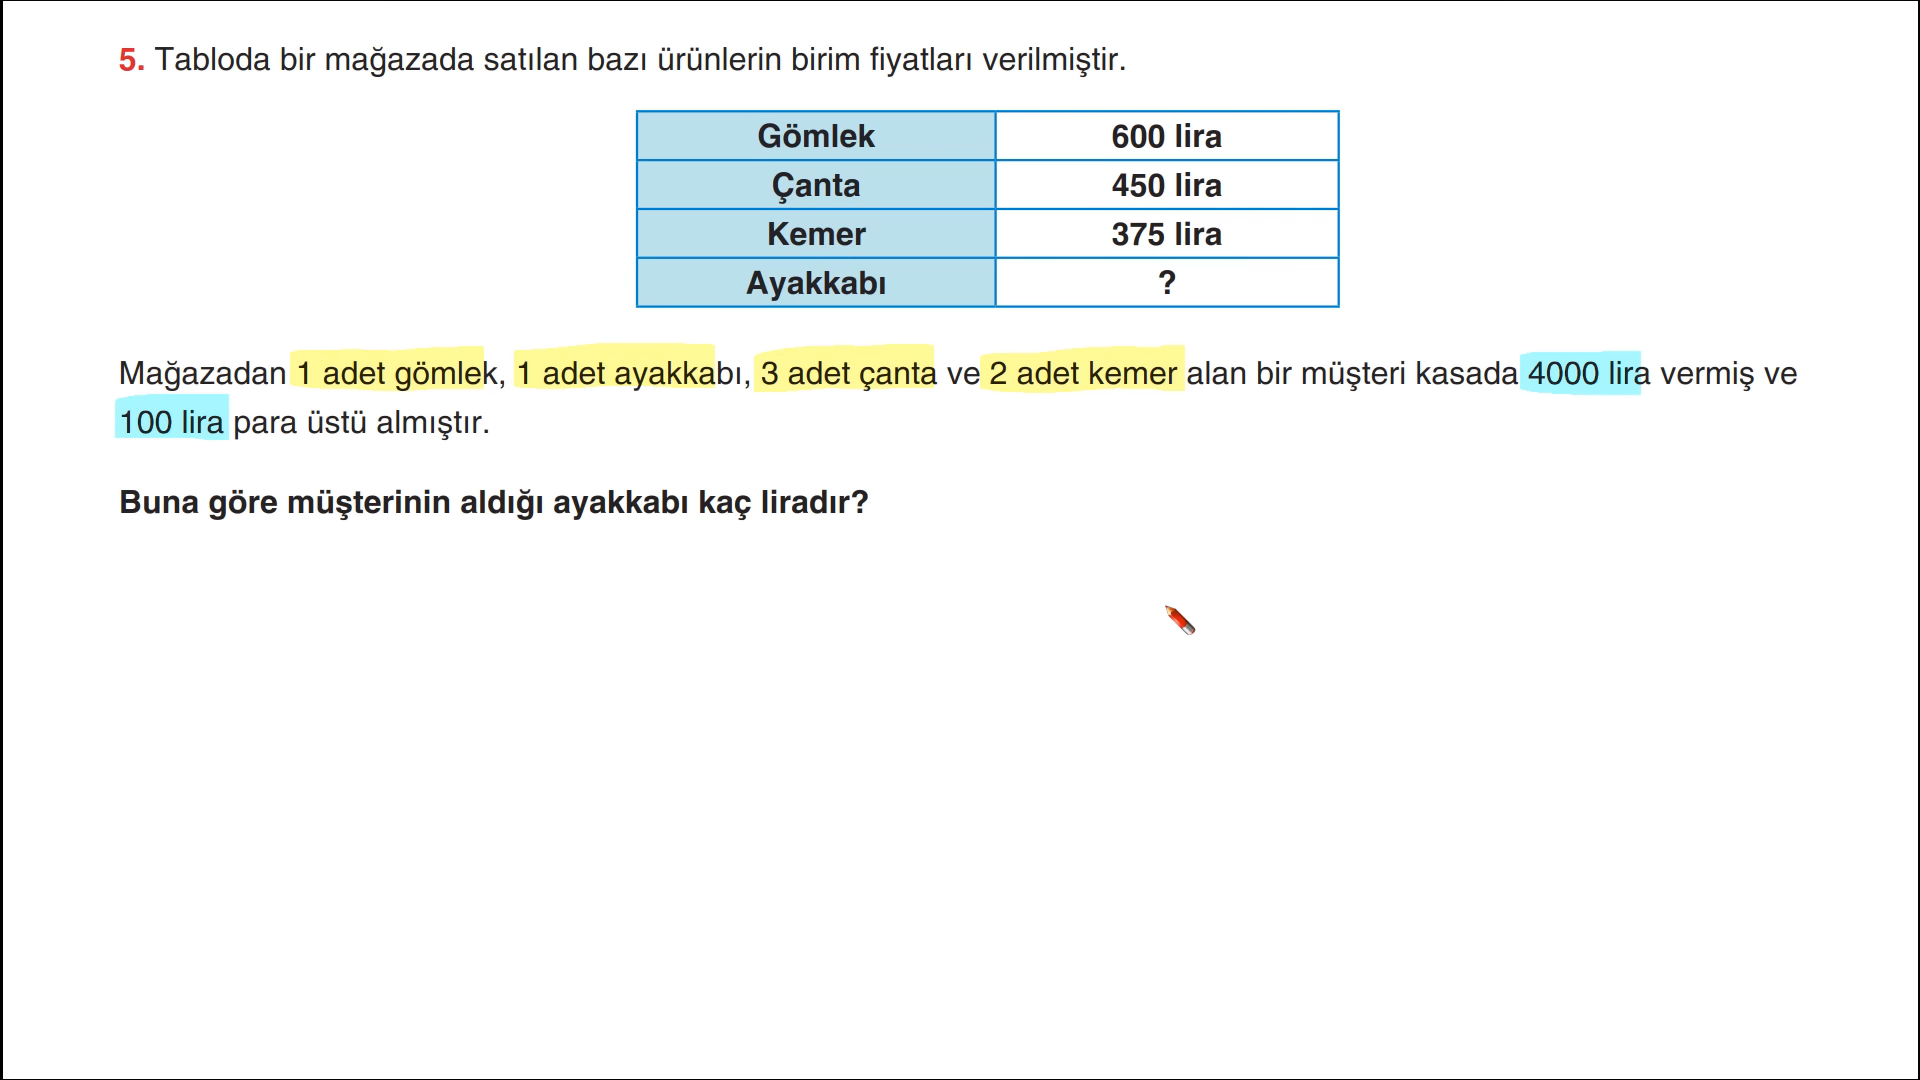 5. Tabloda bir mağazada satılan bazı ürünlerin birim fiyatları verilmiştir.
Gömlek 600 lira
Çanta 450 lira
Kemer 375 lira
Ayakkabı ?
Mağazadan 1 adet gömlek, 1 adet ayakkabı, 3 adet çanta ve 2 adet kemer alan bir müşteri kasada 4000 lira vermiş ve
100 lira para üstü almıştır.
Buna göre müşterinin aldığı ayakkabı kaç liradır?